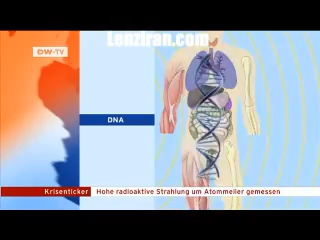 Lenziran.com
DW-TV
DNA
Krisenticker
Hohe radioaktive Strahlung um Atommeiler gemessen